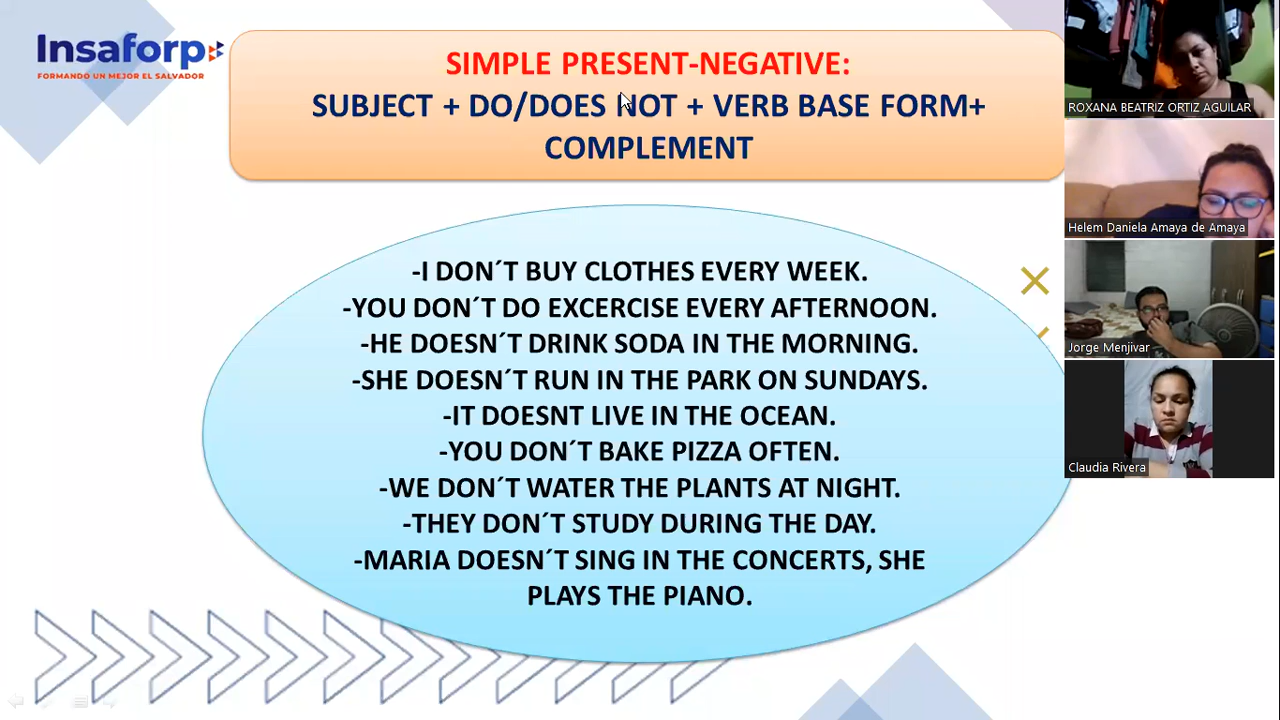 Insaforp
FORMANDO UN MEJOR EL SALVADOR
SIMPLE PRESENT-NEGATIVE:
SUBJECT + DO/DOES NOT + VERB BASE FORM+
COMPLEMENT
-I DON´T BUY CLOTHES EVERY WEEK.
-YOU DON´T DO EXCERCISE EVERY AFTERNOON.
-HE DOESN´T DRINK SODA IN THE MORNING.
-SHE DOESN´T RUN IN THE PARK ON SUNDAYS.
-IT DOESNT LIVE IN THE OCEAN.
-YOU DON´T BAKE PIZZA OFTEN.
-WE DON´T WATER THE PLANTS AT NIGHT.
-THEY DON´T STUDY DURING THE DAY.
-MARIA DOESN´T SING IN THE CONCERTS, SHE
PLAYS THE PIANO.
ROXANA BEATRIZ ORTIZ AGUILAR
Helem Daniela Amaya de Amaya
Jorge Menjivar
Claudia Rivera